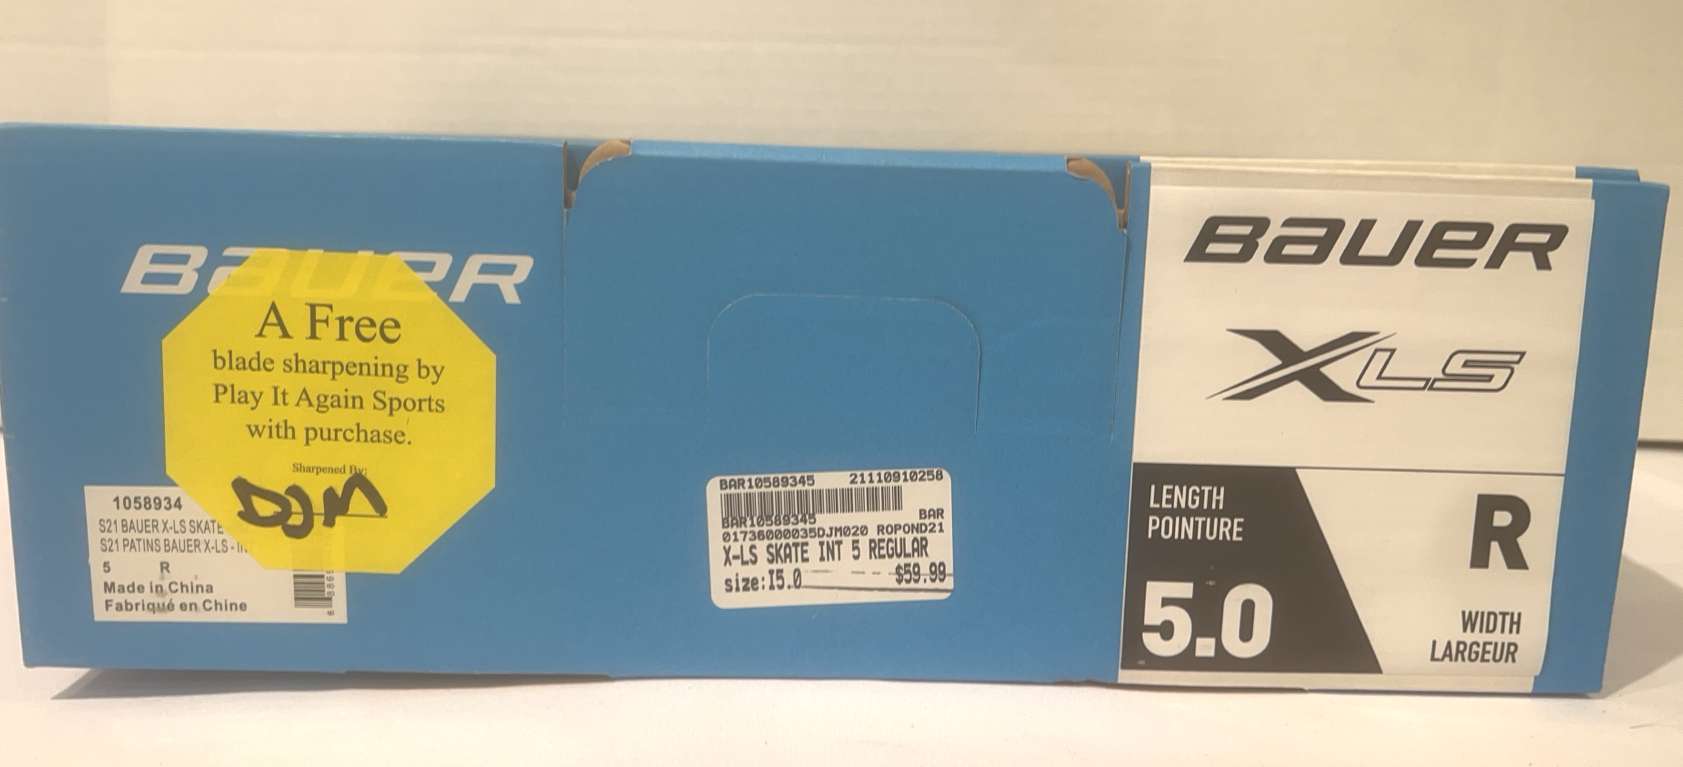 BAUER
A Free
blade sharpening by
Play It Again Sports
with purchase.
Sharpened By:
DOM
1058934
S21 BAUER X-LS SKATE
S21 PATINS BAUER X-LS -
5 R
Made in China
Fabriqué en Chine
BAR10589345 21110910258
BAR10589345 BAR
01736000035DJM020 ROPOND21
X-LS SKATE INT 5 REGULAR
size:I5.0 $59.99
BAUER
XLS
LENGTH
POINTURE
5.0
R
WIDTH
LARGEUR